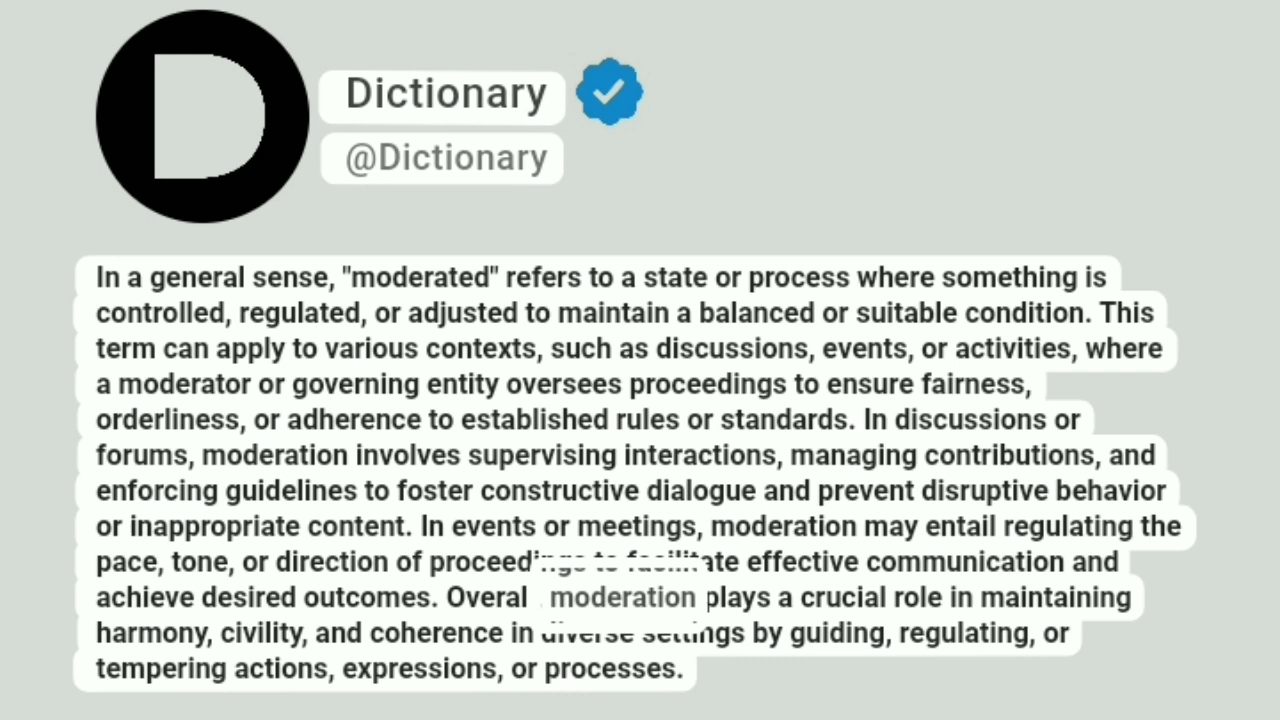 D
Dictionary
@Dictionary
In a general sense, "moderated" refers to a state or process where something is
controlled, regulated, or adjusted to maintain a balanced or suitable condition. This
term can apply to various contexts, such as discussions, events, or activities, where
a moderator or governing entity oversees proceedings to ensure fairness,
orderliness, or adherence to established rules or standards. In discussions or
forums, moderation involves supervising interactions, managing contributions, and
enforcing guidelines to foster constructive dialogue and prevent disruptive behavior
or inappropriate content. In events or meetings, moderation may entail regulating the
pace, tone, or direction of proceedings to facilitate effective communication and
achieve desired outcomes. Overal moderation plays a crucial role in maintaining
harmony, civility, and coherence in diverse settings by guiding, regulating, or
tempering actions, expressions, or processes.